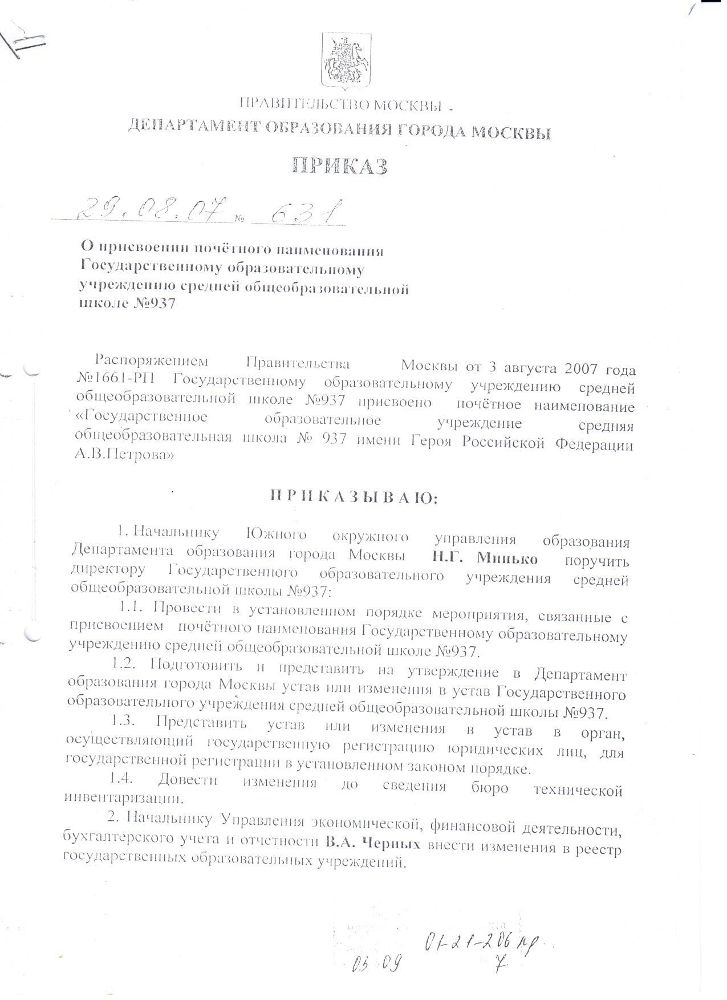 ПРАВИТЕЛЬСТВО МОСКВЫ
ДЕПАРТАМЕНТ ОБРАЗОВАНИЯ ГОРОДА МОСКВЫ
ПРИКАЗ
29.08.07 № 631
О присвоении почётного наименования
Государственному образовательному
учреждению средней общеобразовательной
школе №937
Распоряжением Правительства Москвы от 3 августа 2007 года
№1661-РП Государственному образовательному учреждению средней
общеобразовательной школе №937 присвоено почётное наименование
«Государственное образовательное учреждение средняя
общеобразовательная школа № 937 имени Героя Российской Федерации
А.В.Петрова»
П Р И К А З Ы В А Ю:
1. Начальнику Южного окружного управления образования
Департамента образования города Москвы Н.Г. Минько поручить
директору Государственного образовательного учреждения средней
общеобразовательной школы №937:
1.1. Провести в установленном порядке мероприятия, связанные с
присвоением почётного наименования Государственному образовательному
учреждению средней общеобразовательной школе №937.
1.2. Подготовить и представить на утверждение в Департамент
образования города Москвы устав или изменения в устав Государственного
образовательного учреждения средней общеобразовательной школы №937.
1.3. Представить устав или изменения в устав в орган,
осуществляющий государственную регистрацию юридических лиц, для
государственной регистрации в установленном законом порядке.
1.4. Довести изменения до сведения бюро технической
инвентаризации.
2. Начальнику Управления экономической, финансовой деятельности,
бухгалтерского учета и отчетности В.А. Черных внести изменения в реестр
государственных образовательных учреждений.
01-21-206 пр
05 09 7